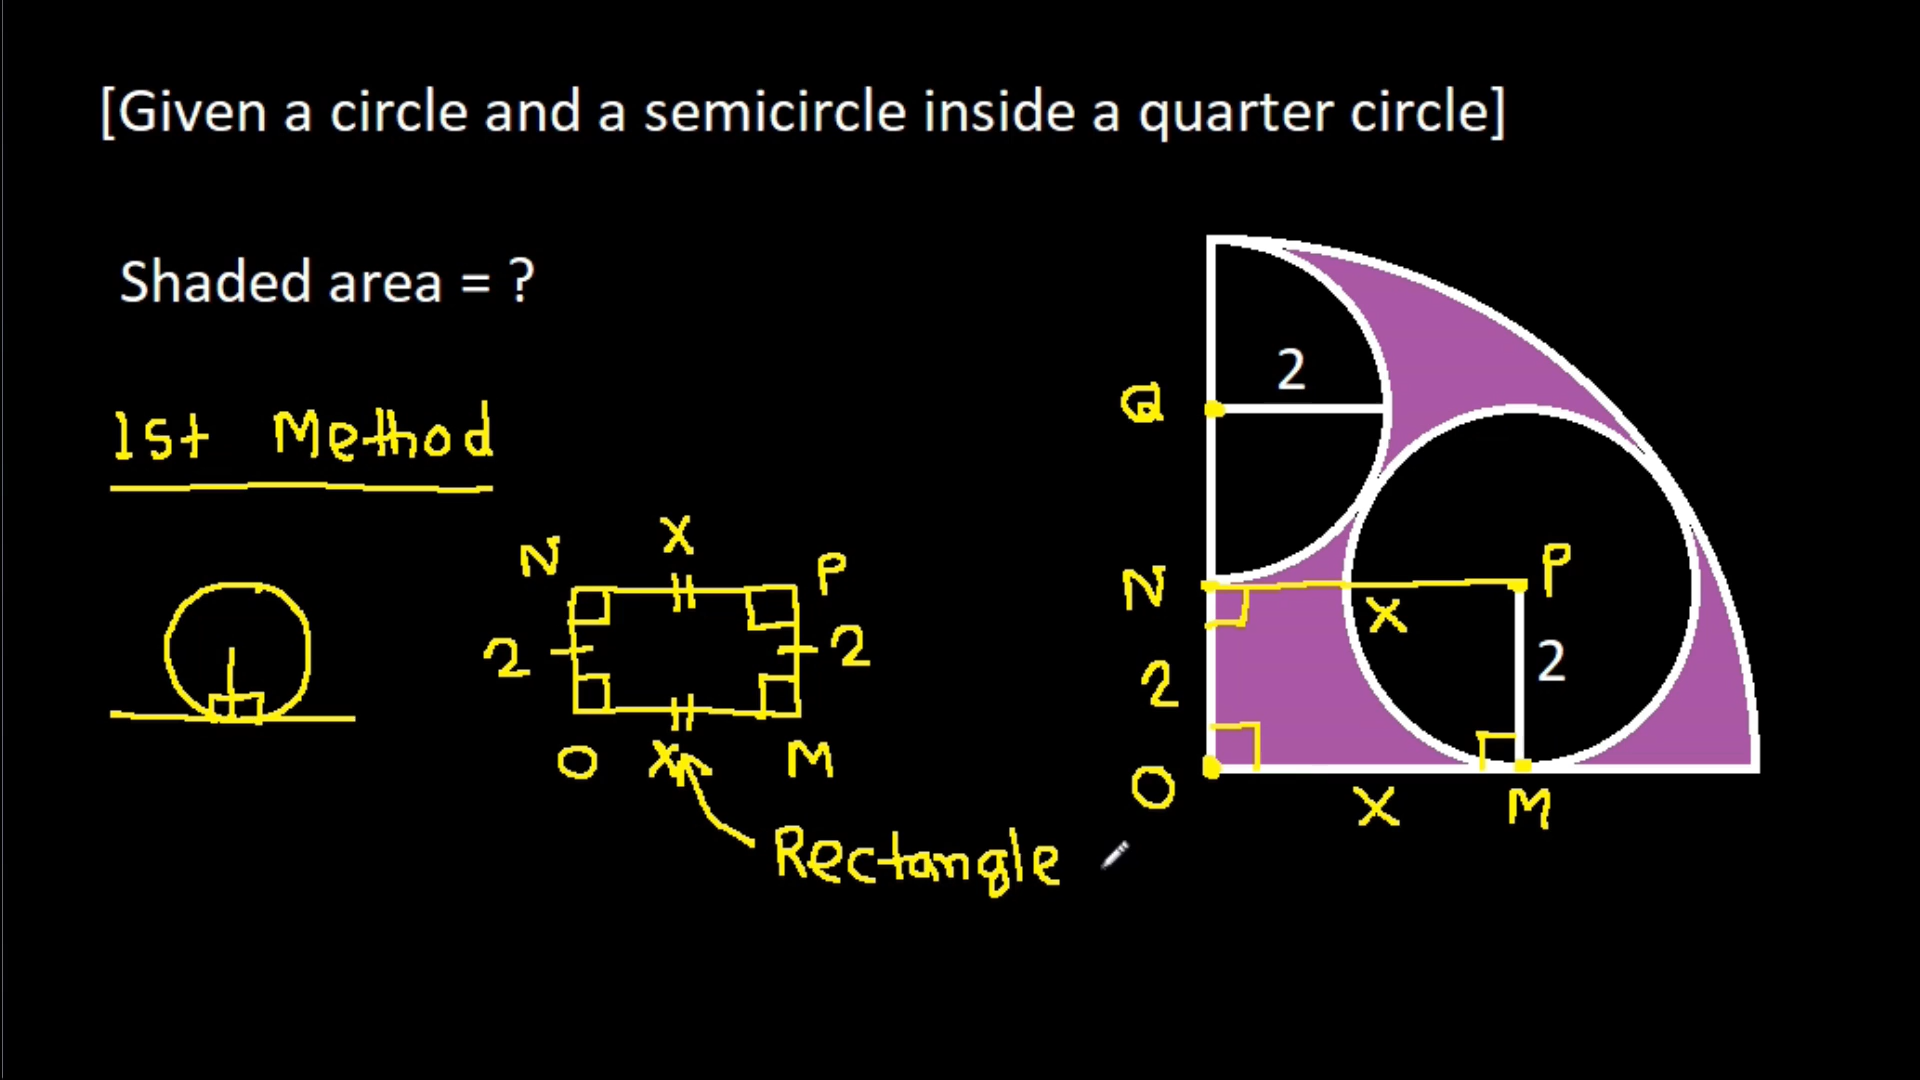 [Given a circle and a semicircle inside a quarter circle]
Shaded area = ?
1st Method
N X P
2 2
O X M
Rectangle
2
Q
N P
X
2 2
O X M